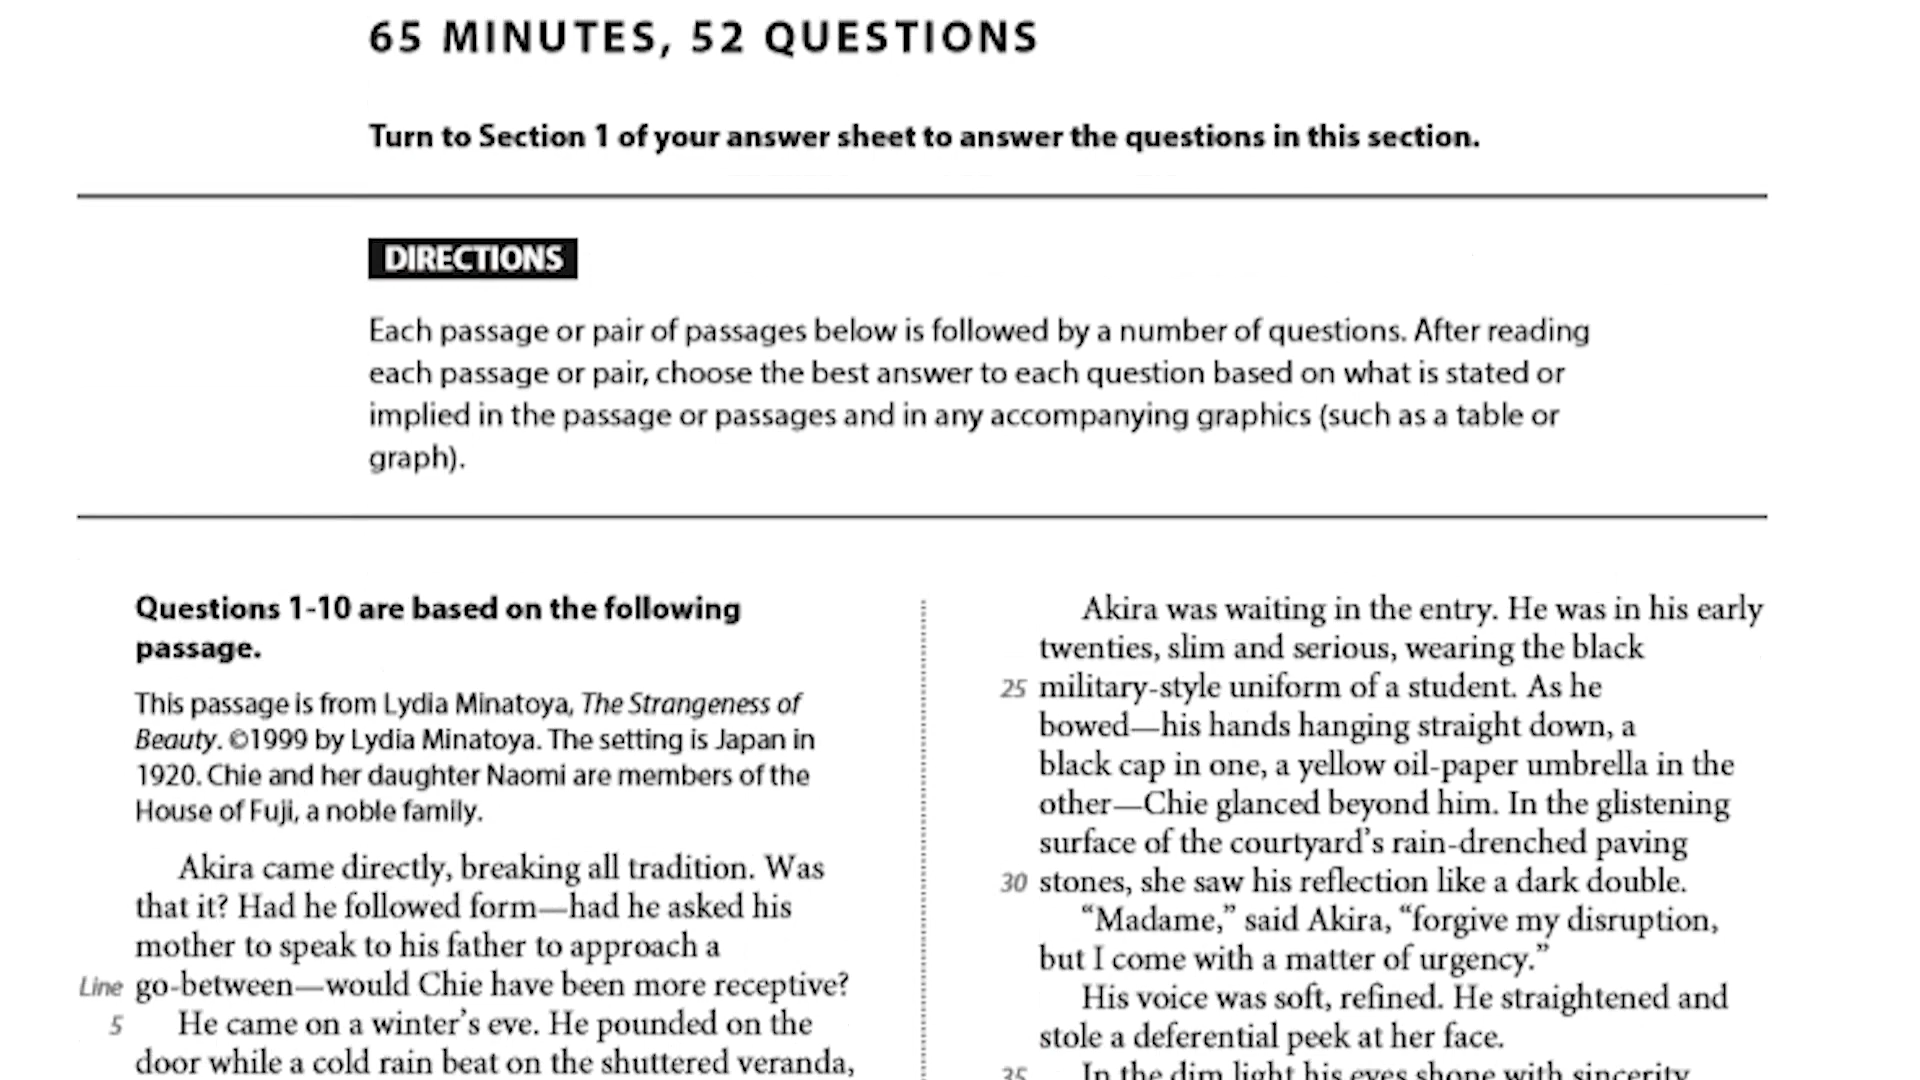 65 MINUTES, 52 QUESTIONS
Turn to Section 1 of your answer sheet to answer the questions in this section.
DIRECTIONS
Each passage or pair of passages below is followed by a number of questions. After reading
each passage or pair, choose the best answer to each question based on what is stated or
implied in the passage or passages and in any accompanying graphics (such as a table or
graph).
Questions 1-10 are based on the following
passage.
This passage is from Lydia Minatoya, The Strangeness of
Beauty. ©1999 by Lydia Minatoya. The setting is Japan in
1920. Chie and her daughter Naomi are members of the
House of Fuji, a noble family.
Akira came directly, breaking all tradition. Was
that it? Had he followed form—had he asked his
mother to speak to his father to approach a
Line go-between—would Chie have been more receptive?
5 He came on a winter’s eve. He pounded on the
door while a cold rain beat on the shuttered veranda,
Akira was waiting in the entry. He was in his early
twenties, slim and serious, wearing the black
25 military-style uniform of a student. As he
bowed—his hands hanging straight down, a
black cap in one, a yellow oil-paper umbrella in the
other—Chie glanced beyond him. In the glistening
surface of the courtyard’s rain-drenched paving
30 stones, she saw his reflection like a dark double.
“Madame,” said Akira, “forgive my disruption,
but I come with a matter of urgency.”
His voice was soft, refined. He straightened and
stole a deferential peek at her face.
35 In the dim light his eyes shone with sincerity.